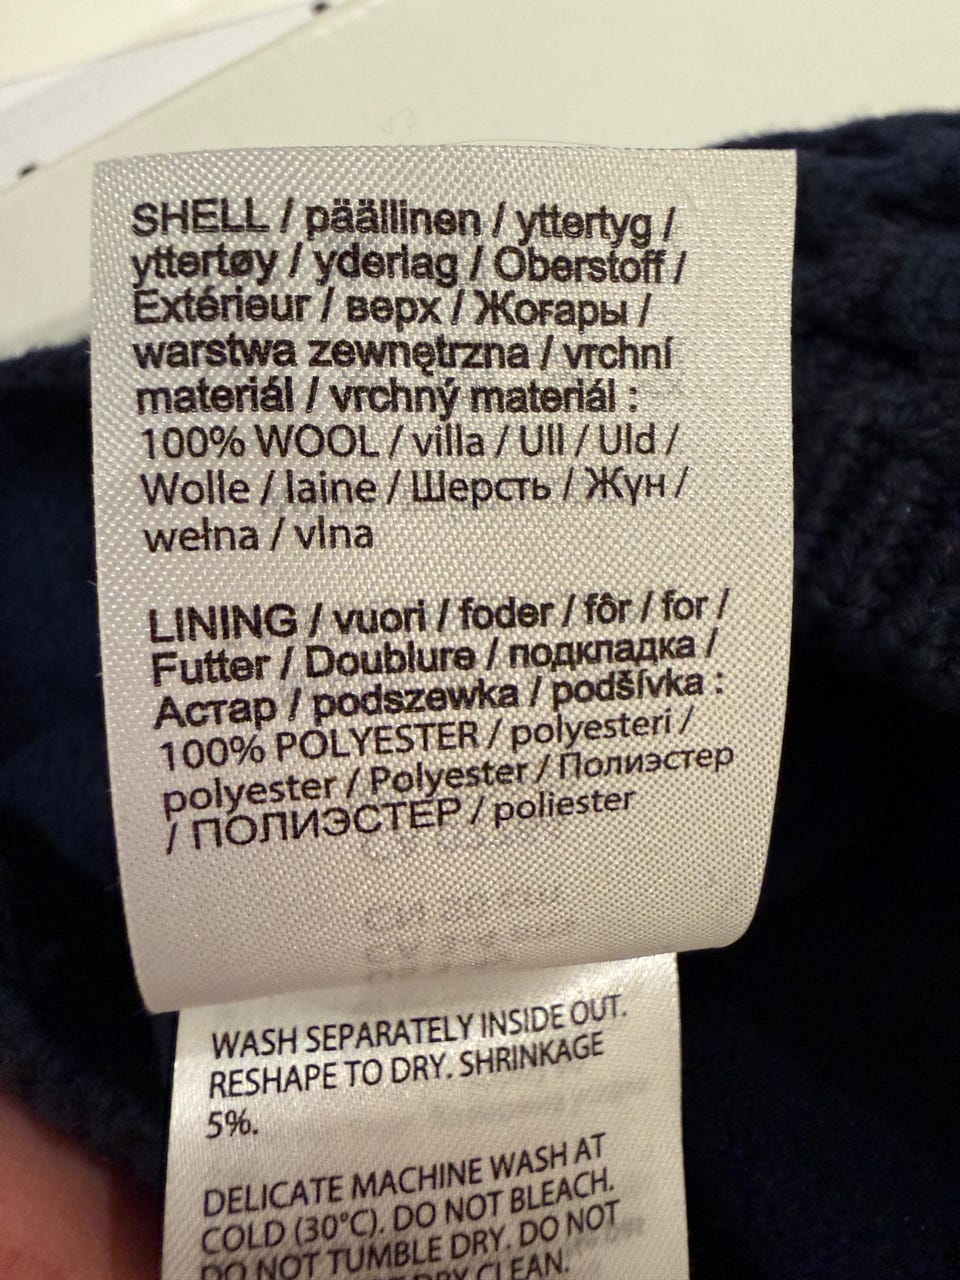 SHELL / päällinen / yttertyg /
yttertøy / yderlag / Oberstoff /
Extérieur / верх / Жоғары /
warstwa zewnętrzna / vrchní
materiál / vrchný materiál :
100% WOOL / villa / Ull / Uld /
Wolle / laine / Шерсть / Жүн /
wełna / vlna
LINING / vuori / foder / fôr / for /
Futter / Doublure / подкладка /
Астар / podszewka / podšívka :
100% POLYESTER / polyesteri /
polyester / Polyester / Полиэстер
/ ПОЛИЭСТЕР / poliester
WASH SEPARATELY INSIDE OUT.
RESHAPE TO DRY. SHRINKAGE
5%.
DELICATE MACHINE WASH AT
COLD (30°C). DO NOT BLEACH.
DO NOT TUMBLE DRY. DO NOT
DRY CLEAN.